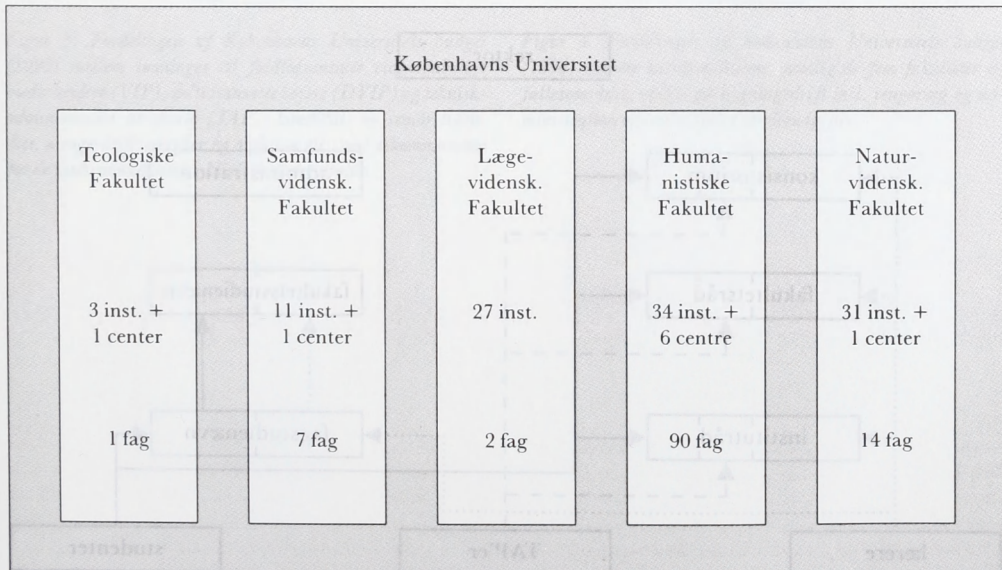 Københavns Universitet
Teologiske
Fakultet
3 inst. +
1 center
1 fag
Samfunds-
vidensk.
Fakultet
11 inst. +
1 center
7 fag
Læge-
vidensk.
Fakultet
27 inst.
2 fag
Huma-
nistiske
Fakultet
34 inst. +
6 centre
90 fag
Natur-
vidensk.
Fakultet
31 inst. +
1 center
14 fag